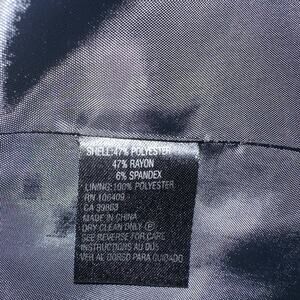 SHELL:47% POLYESTER
47% RAYON
6% SPANDEX
LINING:100% POLYESTER
RN 106409
CA 39803
MADE IN CHINA
DRY CLEAN ONLY Ⓟ
SEE REVERSE FOR CARE
INSTRUCTIONS AU DOS
VER AL DORSO PARA CUIDADO